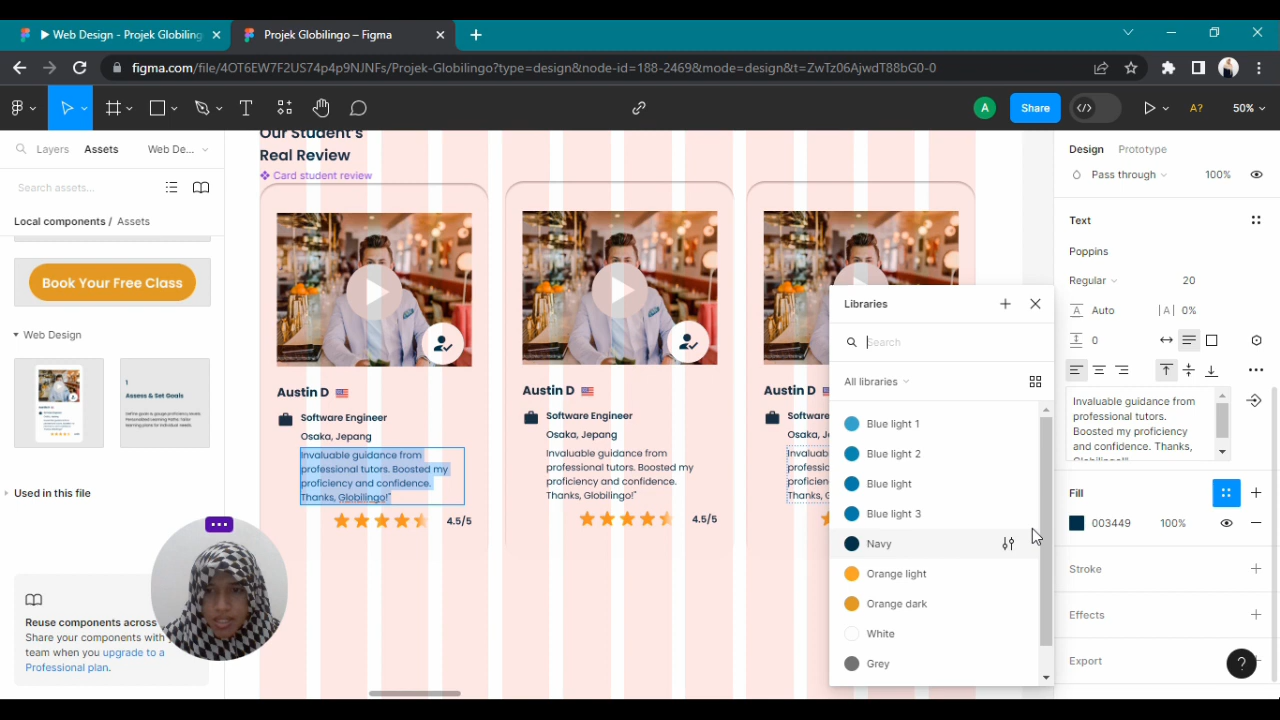 ▶ Web Design - Projek Globiling
Projek Globilingo – Figma
figma.com/file/4OT6EW7F2US74p4p9NJNFs/Projek-Globilingo?type=design&node-id=188-2469&mode=design&t=ZwTz06AjwdT88bG0-0
A
Share
A?
50%
Layers
Assets
Web De...
Search assets...
Local components / Assets
Book Your Free Class
Web Design
1
Assess & Set Goals
Used in this file
Reuse components across
Share your components with
team when you upgrade to a
Professional plan.
Our Student's
Real Review
Card student review
Austin D
Software Engineer
Osaka, Jepang
Invaluable guidance from
professional tutors. Boosted my
proficiency and confidence.
Thanks, Globilingo!"
4.5/5
Austin D
Software Engineer
Osaka, Jepang
Invaluable guidance from
professional tutors. Boosted my
proficiency and confidence.
Thanks, Globilingo!"
4.5/5
Austin D
Libraries
Search
All libraries
Blue light 1
Blue light 2
Blue light
Blue light 3
Navy
Orange light
Orange dark
White
Grey
Design
Prototype
Pass through
100%
Text
Poppins
Regular
20
Auto
0%
0
Invaluable guidance from
professional tutors.
Boosted my proficiency
and confidence. Thanks,
Fill
003449
100%
Stroke
Effects
Export
?